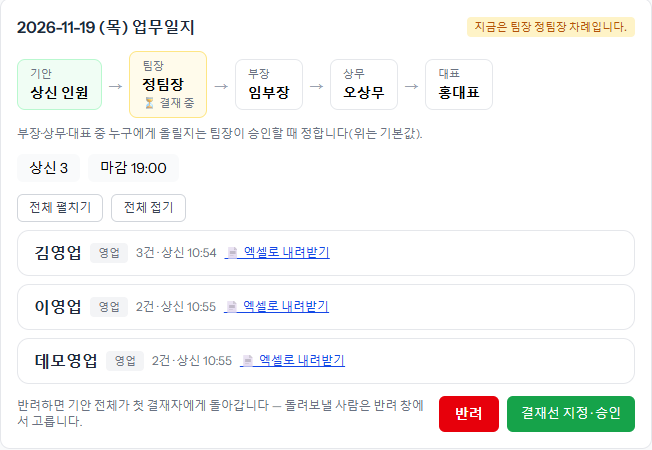 2026-11-19 (목) 업무일지
지금은 팀장 정팀장 차례입니다.
기안
상신 인원
→
팀장
정팀장
⏳ 결재 중
→
부장
임부장
→
상무
오상무
→
대표
홍대표
부장·상무·대표 중 누구에게 올릴지는 팀장이 승인할 때 정합니다(위는 기본값).
상신 3
마감 19:00
전체 펼치기
전체 접기
김영업 영업 3건·상신 10:54 엑셀로 내려받기
이영업 영업 2건·상신 10:55 엑셀로 내려받기
데모영업 영업 2건·상신 10:55 엑셀로 내려받기
반려하면 기안 전체가 첫 결재자에게 돌아갑니다 — 돌려보낼 사람은 반려 창에
서 고릅니다.
반려
결재선 지정·승인